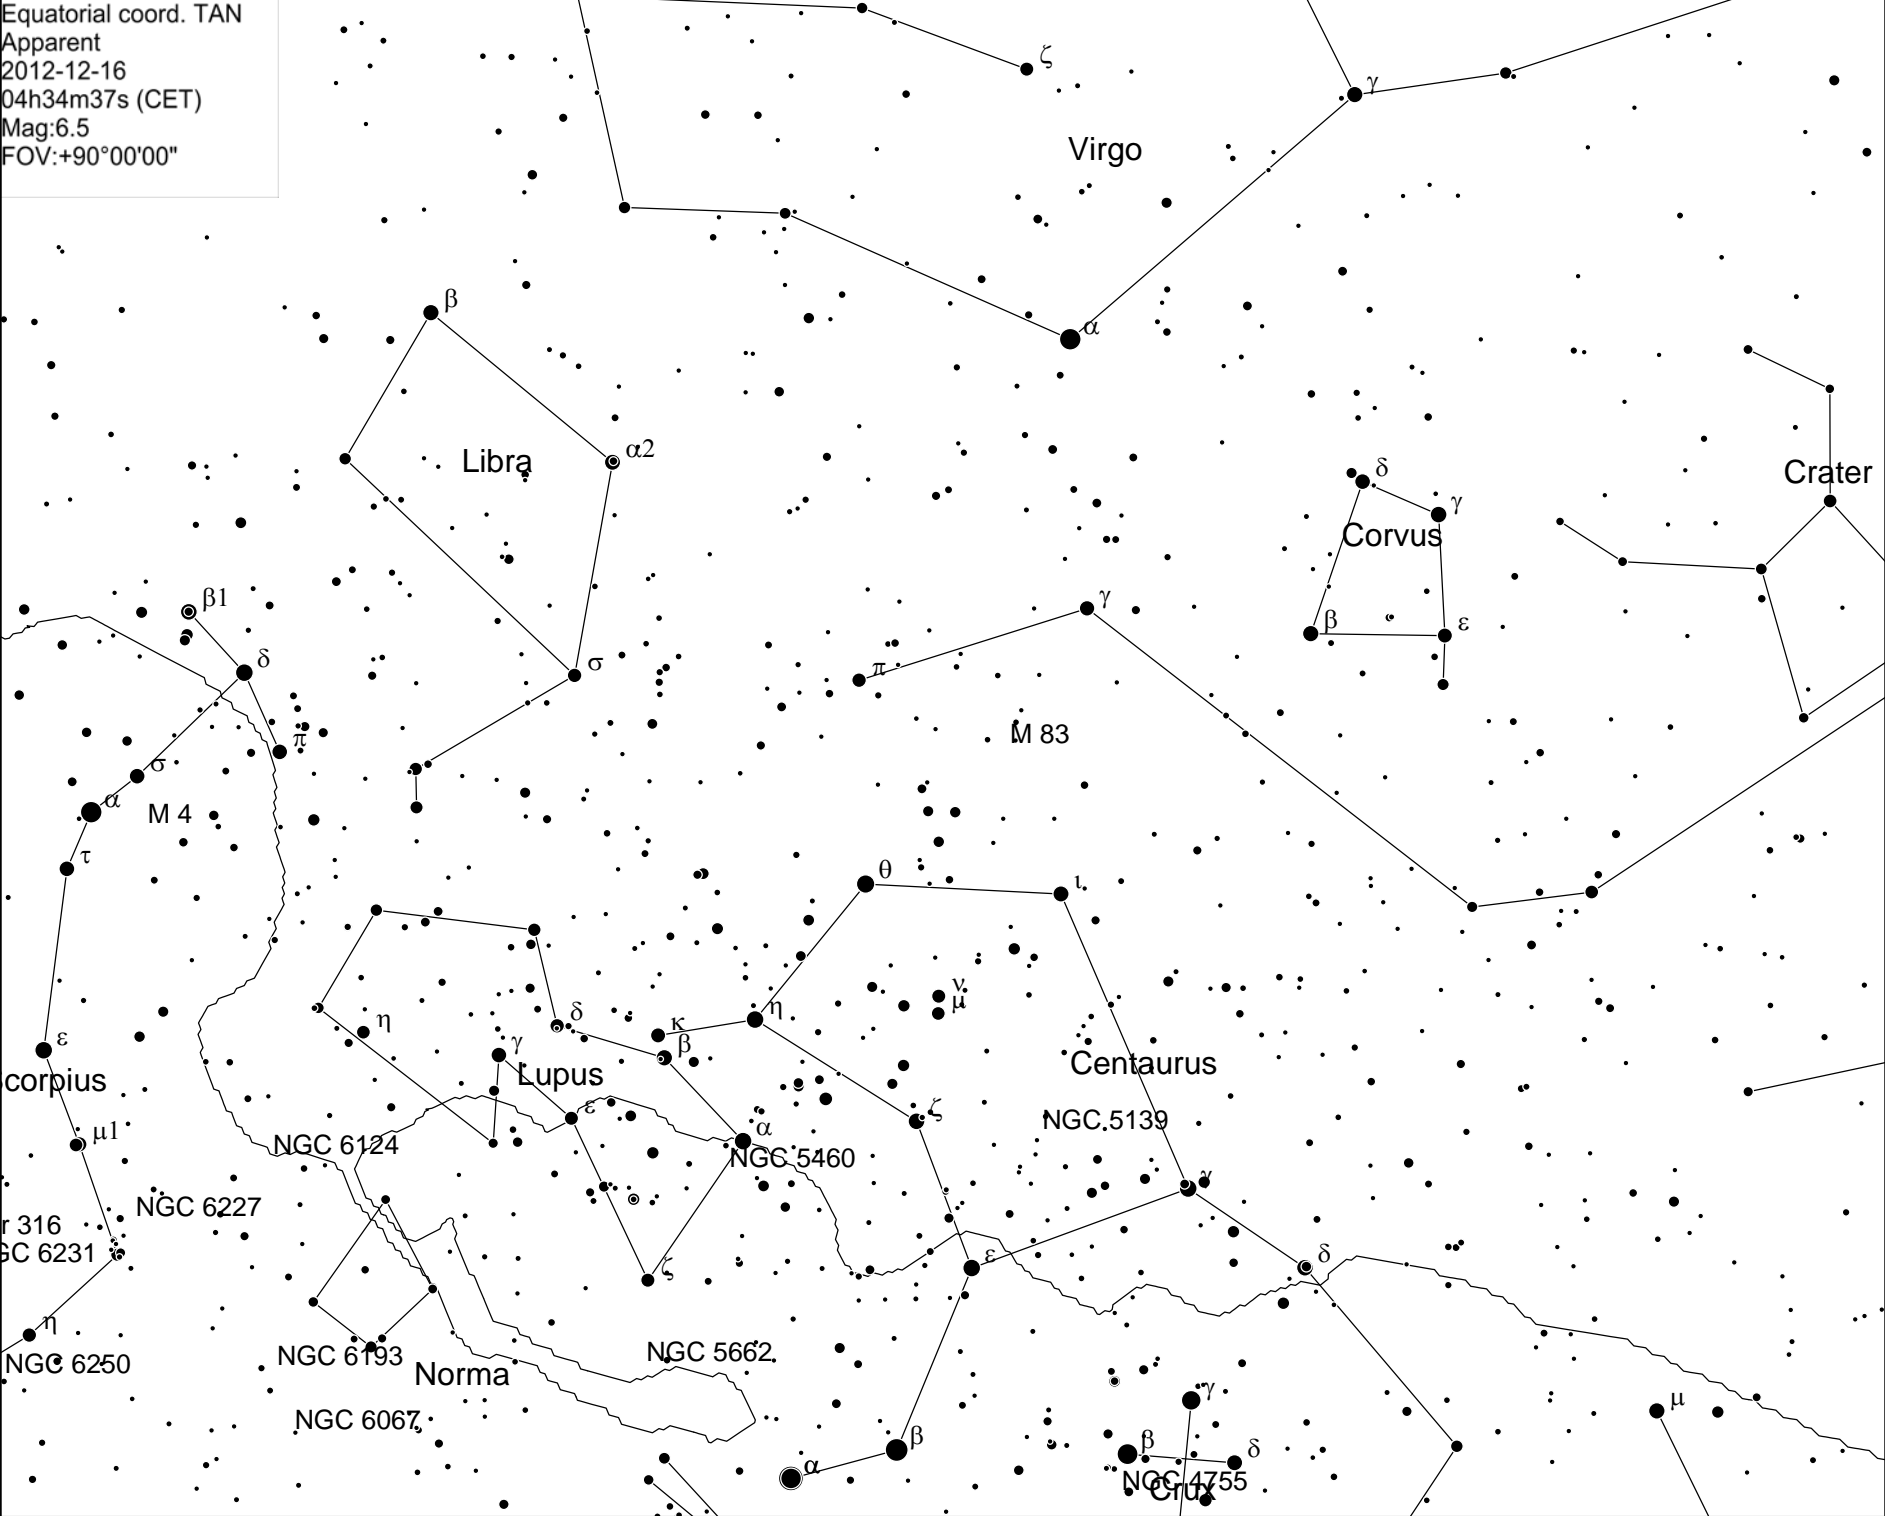 Equatorial coord. TAN
Apparent
2012-12-16
04h34m37s (CET)
Mag:6.5
FOV:+90°00'00"
ζ
γ
Virgo
β
α
α2
Libra
δ
Crater
γ
Corvus
β1
γ
β
ε
δ
σ
π
π
M 83
σ
α
M 4
τ
θ
ι
ν
μ
δ
κ
η
η
β
ε
γ
Lupus
Centaurus
corpius
ε
ζ
NGC 5139
μ1
α
NGC 6124
NGC 5460
γ
NGC 6227
r 316
GC 6231
ε
δ
ζ
η
NGC 6250
NGC 6193
NGC 5662
Norma
γ
μ
NGC 6067
β
β
δ
α
NGC 4755
Crux